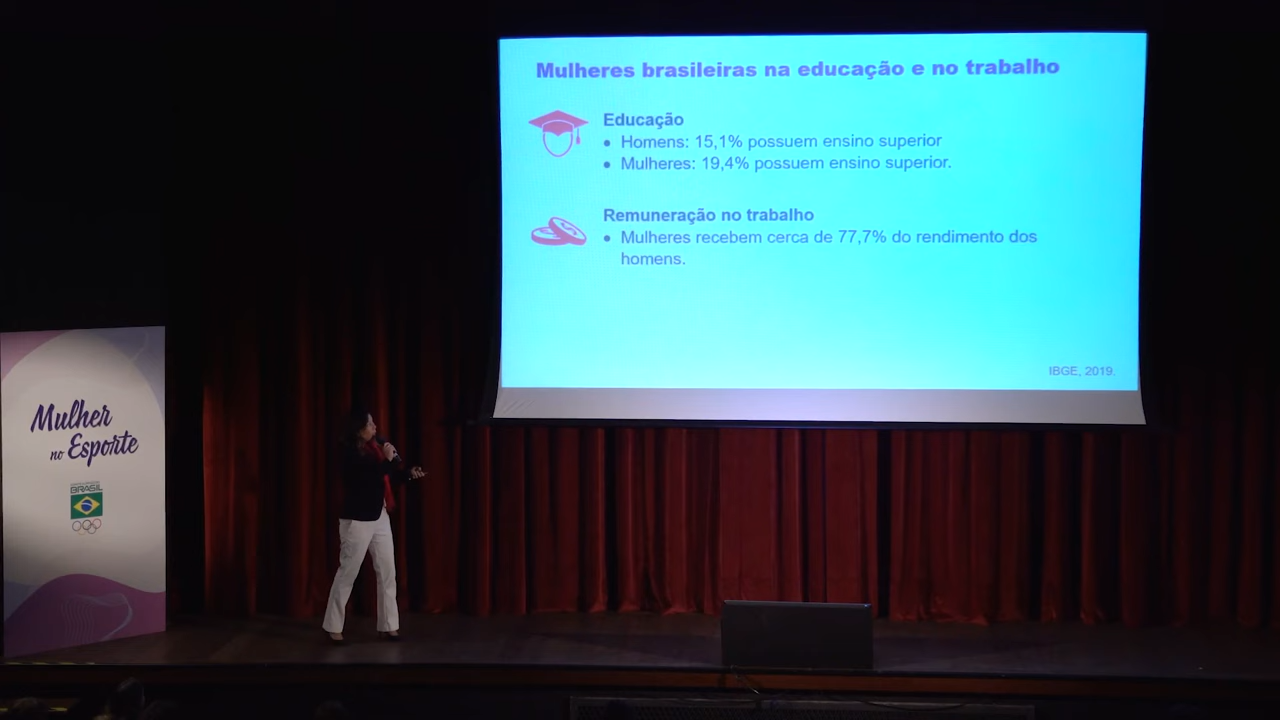 Mulheres brasileiras na educação e no trabalho
Educação
• Homens: 15,1% possuem ensino superior
• Mulheres: 19,4% possuem ensino superior.
Remuneração no trabalho
• Mulheres recebem cerca de 77,7% do rendimento dos
homens.
IBGE, 2019.
Mulher
no Esporte
BRASIL